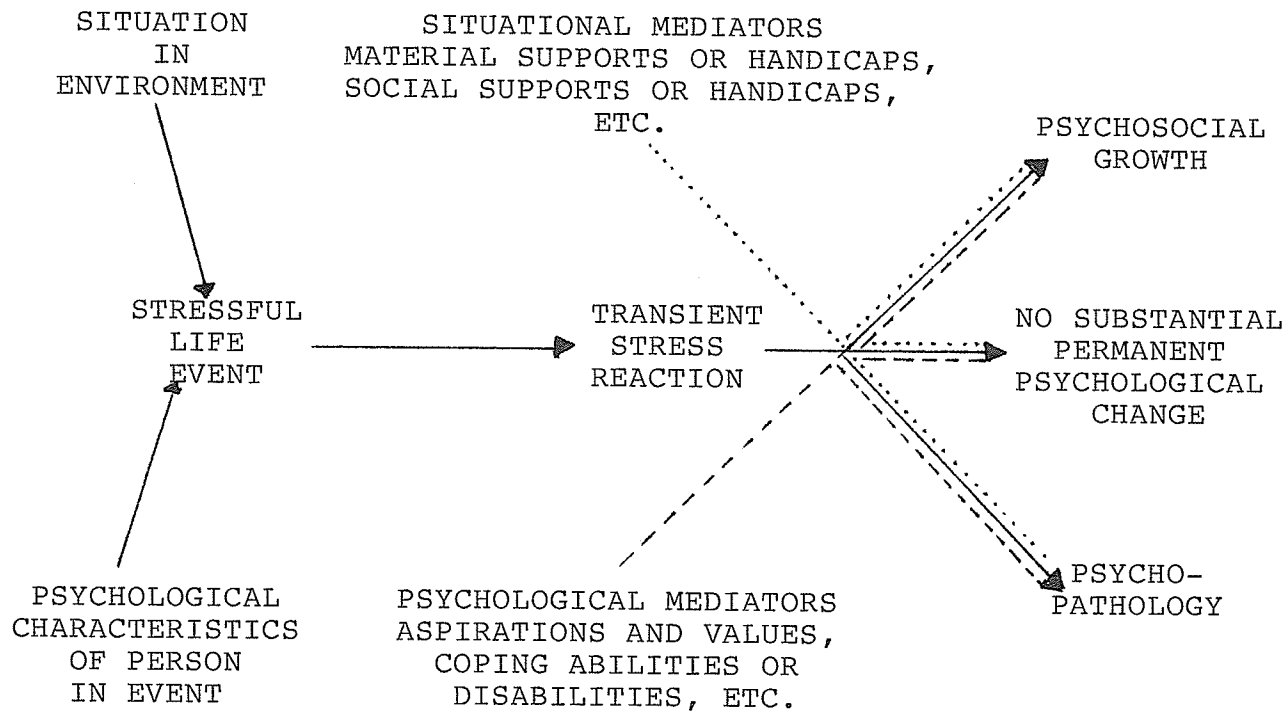 SITUATION
IN
ENVIRONMENT
SITUATIONAL MEDIATORS
MATERIAL SUPPORTS OR HANDICAPS,
SOCIAL SUPPORTS OR HANDICAPS,
ETC.
PSYCHOSOCIAL
GROWTH
STRESSFUL
LIFE
EVENT
TRANSIENT
STRESS
REACTION
NO SUBSTANTIAL
PERMANENT
PSYCHOLOGICAL
CHANGE
PSYCHOLOGICAL
CHARACTERISTICS
OF PERSON
IN EVENT
PSYCHOLOGICAL MEDIATORS
ASPIRATIONS AND VALUES,
COPING ABILITIES OR
DISABILITIES, ETC.
PSYCHO-
PATHOLOGY